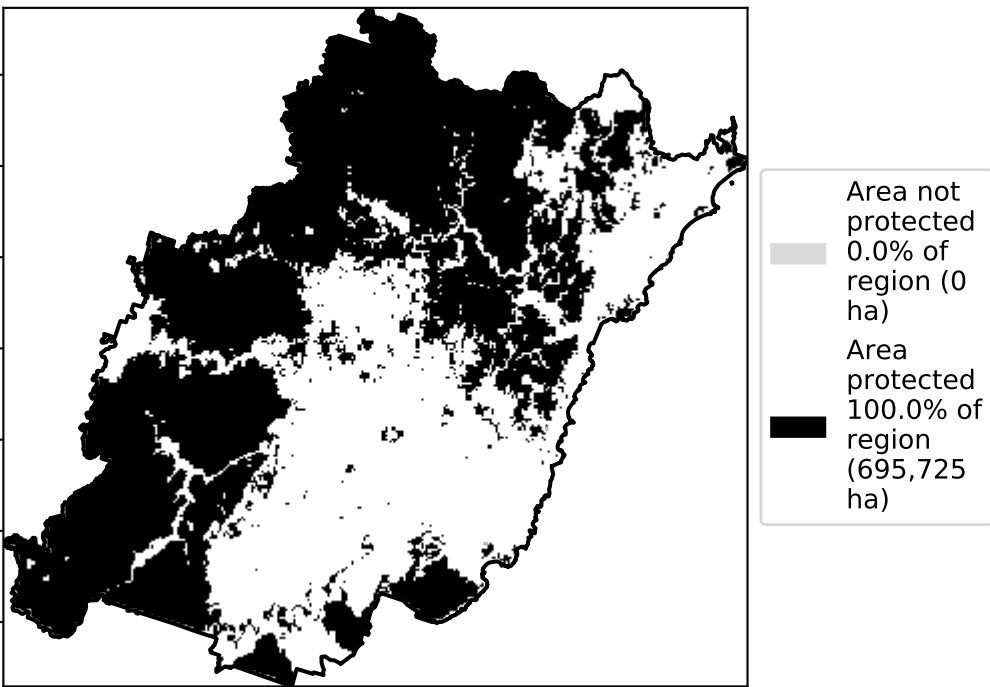 Area not
protected
0.0% of
region (0
ha)
Area
protected
100.0% of
region
(695,725
ha)